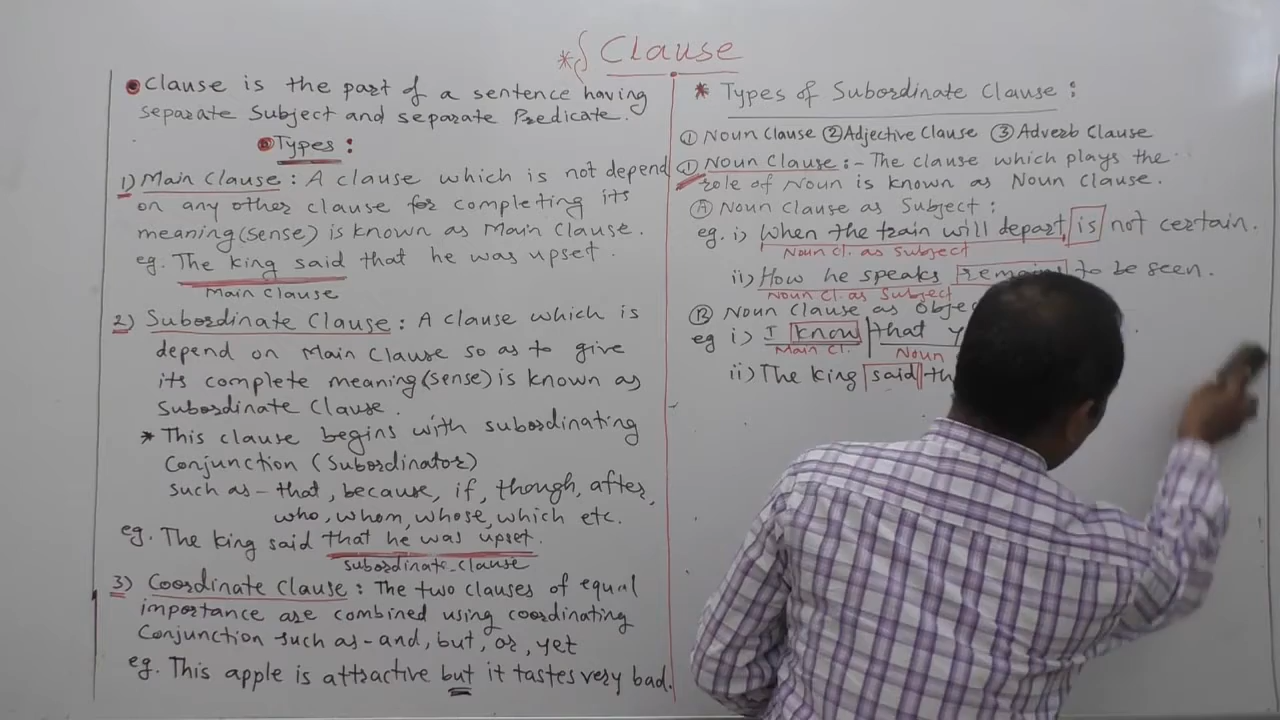 * { Clause
Clause is the part of a sentence having
separate Subject and separate Predicate.
Types :
1) Main Clause : A clause which is not depend
on any other clause for completing its
meaning (sense) is known as Main Clause.
eg. The king said that he was upset.
Main Clause
2) Subordinate Clause : A clause which is
depend on Main Clause so as to give
its complete meaning (sense) is known as
Subordinate Clause.
* This clause begins with subordinating
Conjunction (Subordinator)
such as - that, because, if, though, after,
who, whom, whose, which etc.
eg. The king said that he was upset.
subordinate clause
3) Coordinate Clause : The two clauses of equal
importance are combined using coordinating
Conjunction such as - and, but, or, yet
eg. This apple is attractive but it tastes very bad.
* Types of Subordinate Clause :
① Noun Clause ② Adjective Clause ③ Adverb Clause
① Noun Clause :- The clause which plays the
role of Noun is known as Noun Clause.
Ⓐ Noun Clause as Subject :
eg. i) When the train will depart is not certain.
Noun Cl. as Subject
ii) How he speaks remains to be seen.
Noun Cl. as Subject
Ⓑ Noun Clause as
eg i) I know that
Main Cl. Noun
ii) The king said